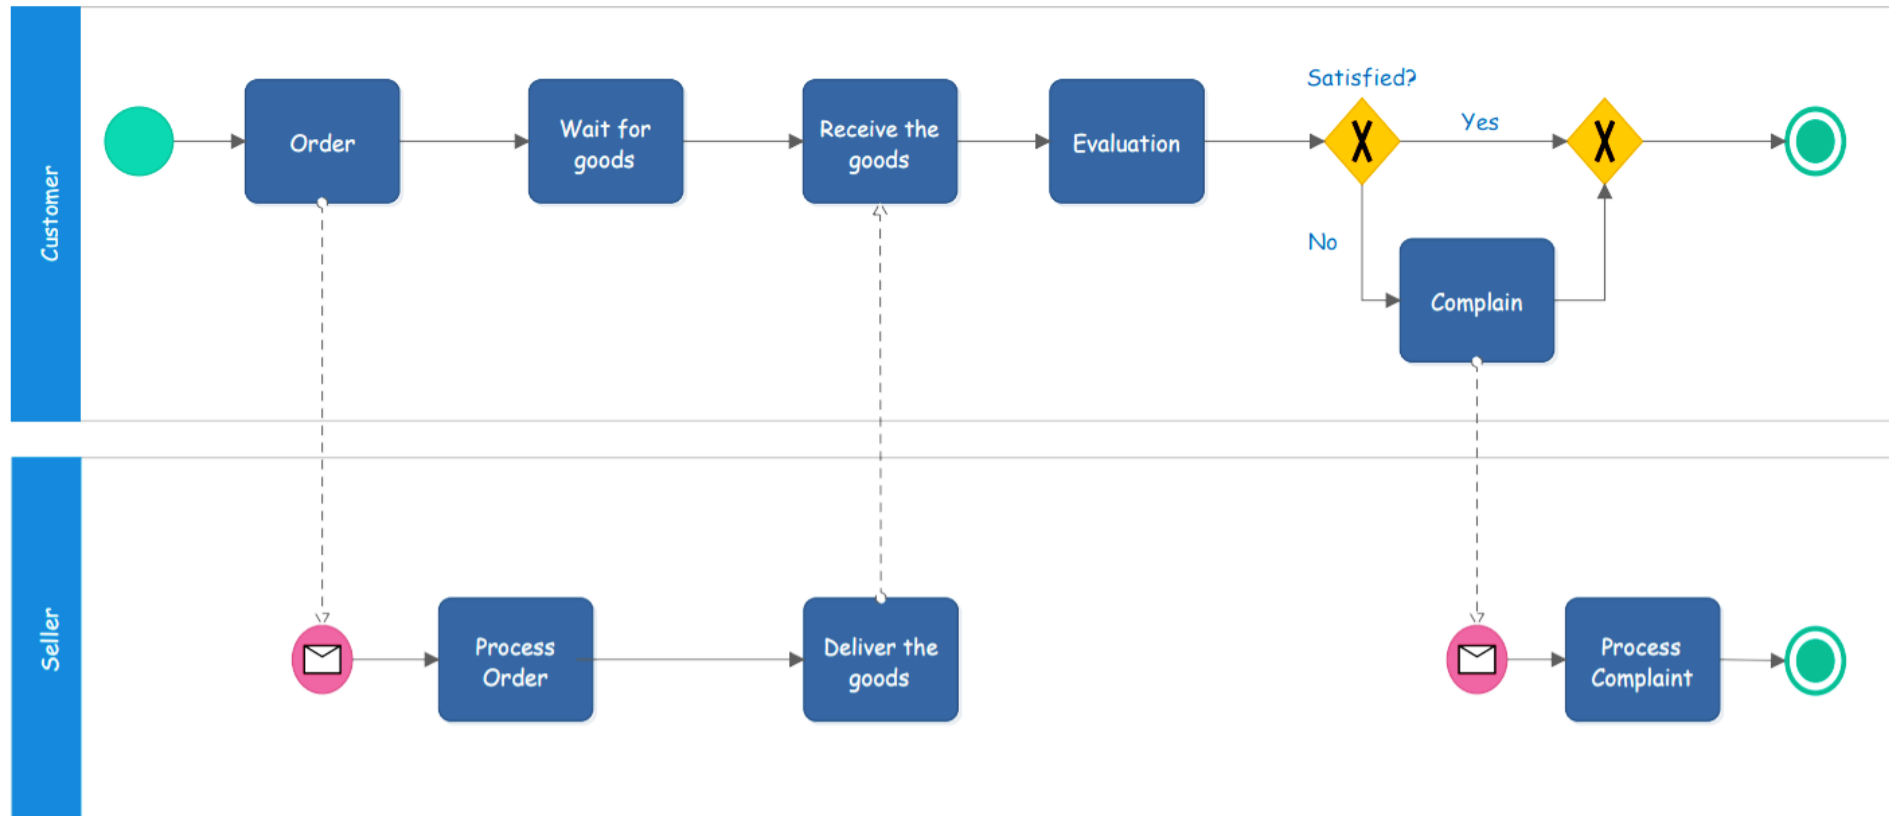 Customer
Order
Wait for
goods
Receive the
goods
Evaluation
Satisfied?
Yes
No
Complain
Seller
Process
Order
Deliver the
goods
Process
Complaint